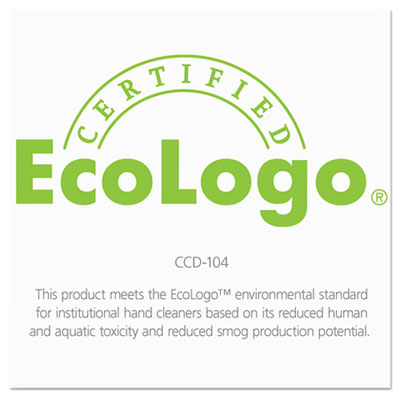 CERTIFIED
EcoLogo®
CCD-104
This product meets the EcoLogo™ environmental standard
for institutional hand cleaners based on its reduced human
and aquatic toxicity and reduced smog production potential.